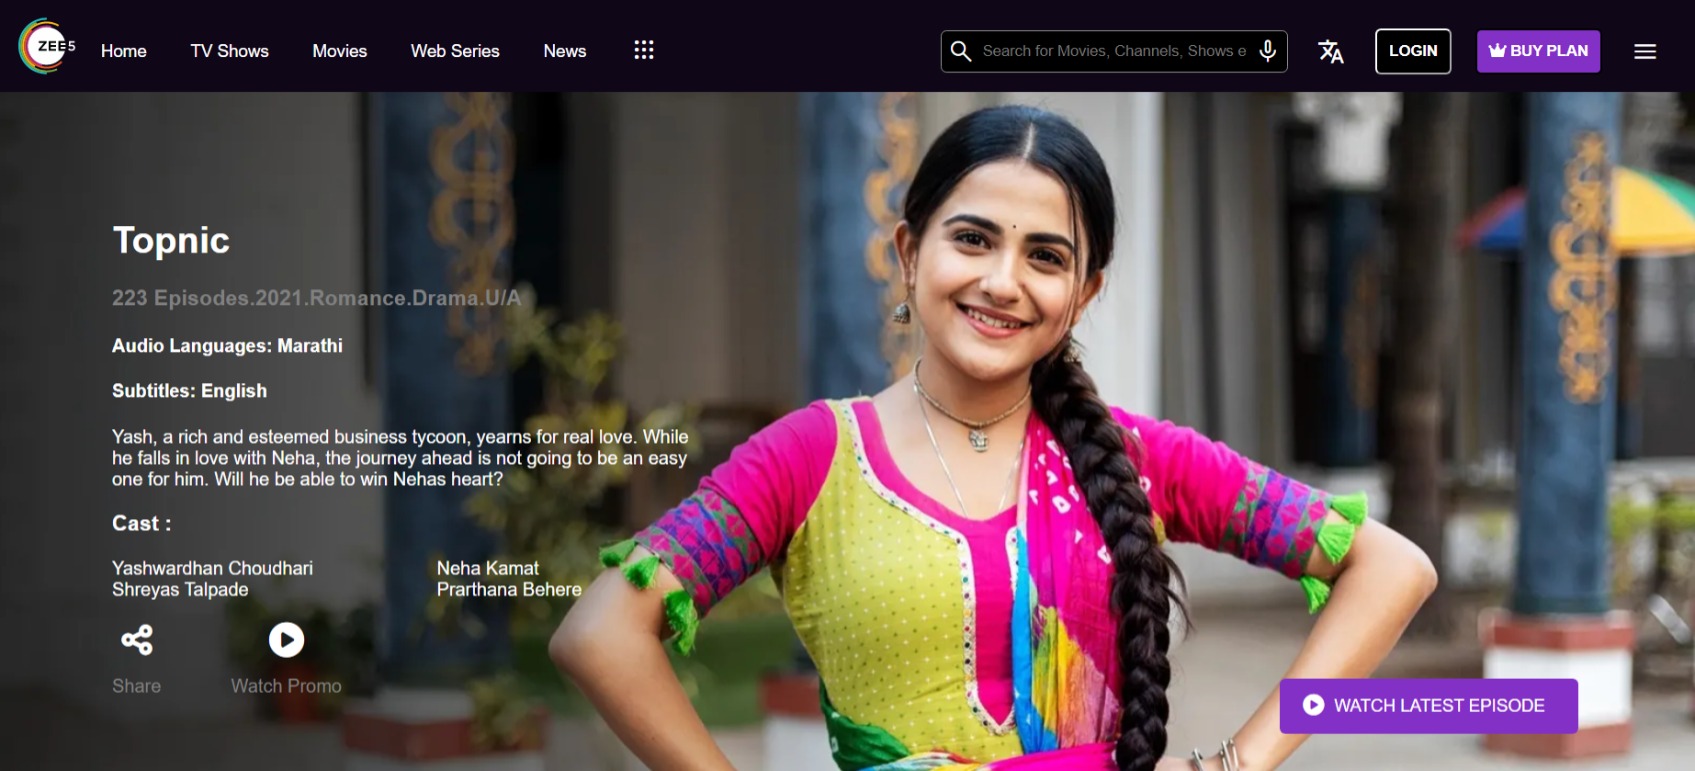 ZEE5
Home
TV Shows
Movies
Web Series
News
Search for Movies, Channels, Shows e
LOGIN
BUY PLAN
Topnic
223 Episodes.2021.Romance.Drama.U/A
Audio Languages: Marathi
Subtitles: English
Yash, a rich and esteemed business tycoon, yearns for real love. While
he falls in love with Neha, the journey ahead is not going to be an easy
one for him. Will he be able to win Nehas heart?
Cast :
Yashwardhan Choudhari
Shreyas Talpade
Neha Kamat
Prarthana Behere
Share
Watch Promo
WATCH LATEST EPISODE